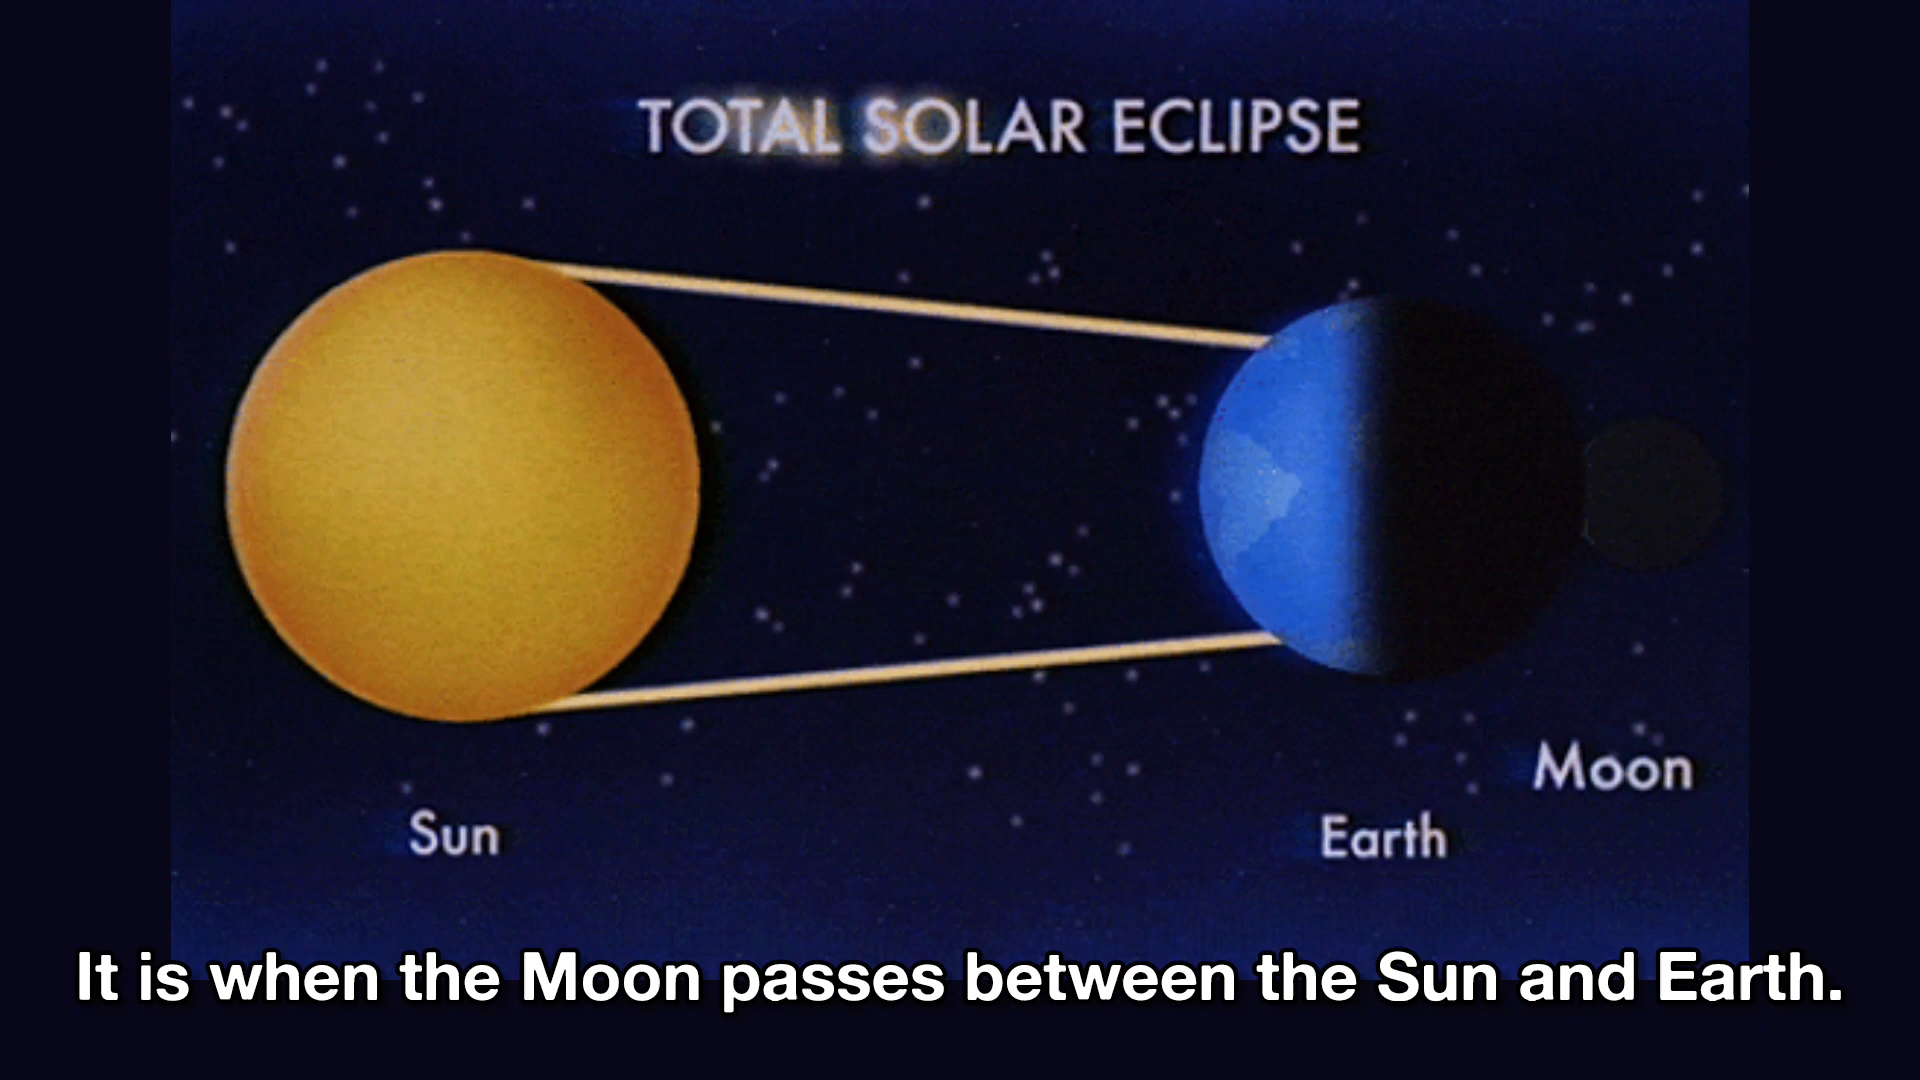 TOTAL SOLAR ECLIPSE
Moon
Sun
Earth
It is when the Moon passes between the Sun and Earth.